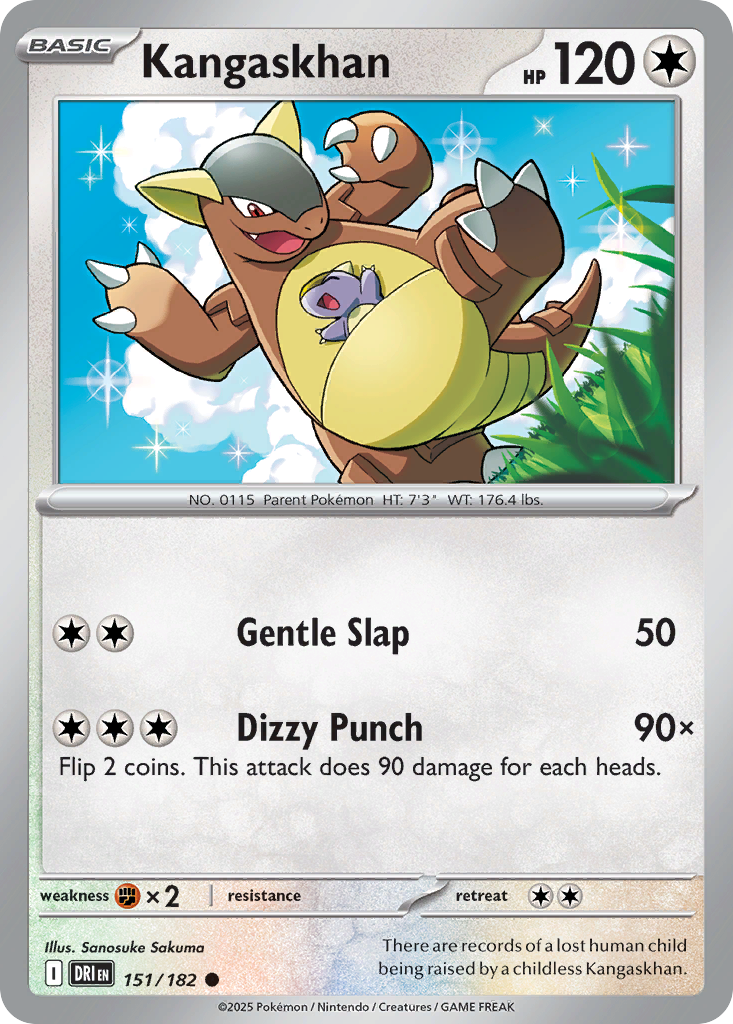 BASIC
Kangaskhan
HP 120
NO. 0115 Parent Pokémon HT: 7'3" WT: 176.4 lbs.
Gentle Slap 50
Dizzy Punch 90×
Flip 2 coins. This attack does 90 damage for each heads.
weakness ×2 resistance retreat
Illus. Sanosuke Sakuma
There are records of a lost human child
being raised by a childless Kangaskhan.
I DRI EN 151/182
©2025 Pokémon / Nintendo / Creatures / GAME FREAK